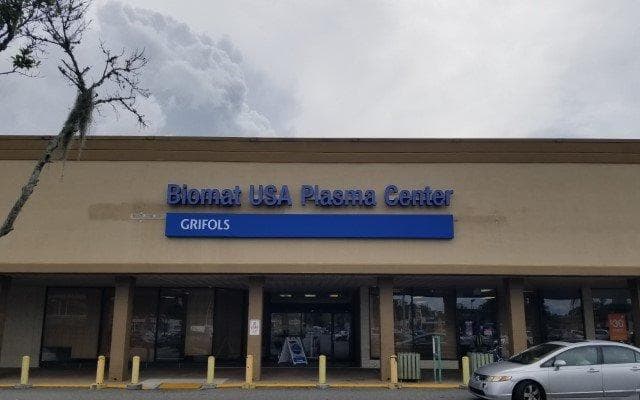 Biomat USA Plasma Center
GRIFOLS